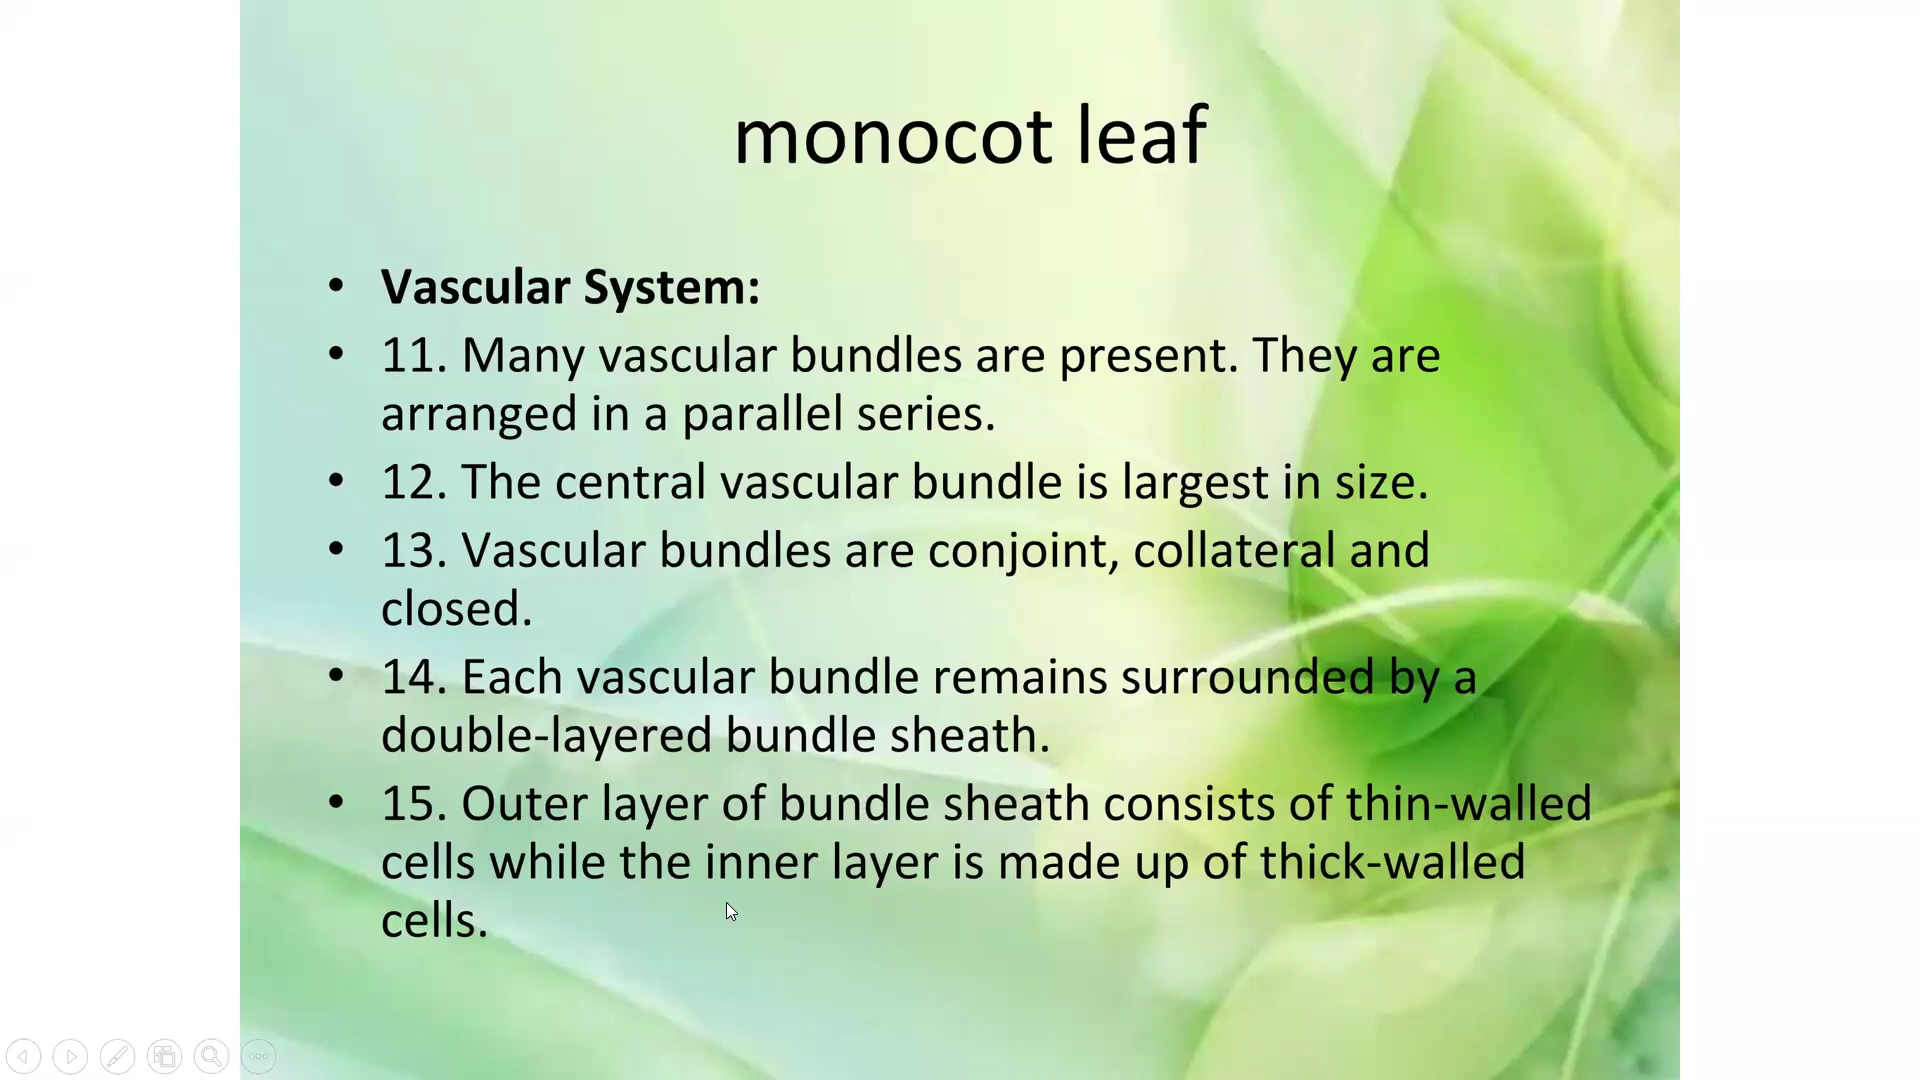 monocot leaf
• Vascular System:
• 11. Many vascular bundles are present. They are
arranged in a parallel series.
• 12. The central vascular bundle is largest in size.
• 13. Vascular bundles are conjoint, collateral and
closed.
• 14. Each vascular bundle remains surrounded by a
double-layered bundle sheath.
• 15. Outer layer of bundle sheath consists of thin-walled
cells while the inner layer is made up of thick-walled
cells.